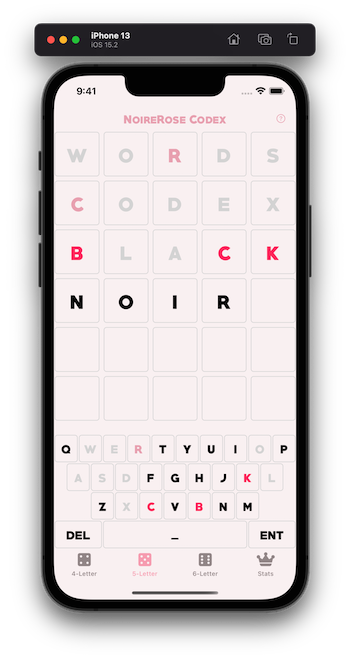 iPhone 13
iOS 15.2
9:41
NoireRose Codex
W O R D S
C O D E X
B L A C K
N O I R
Q W E R T Y U I O P
A S D F G H J K L
Z X C V B N M
DEL _ ENT
4-Letter 5-Letter 6-Letter Stats